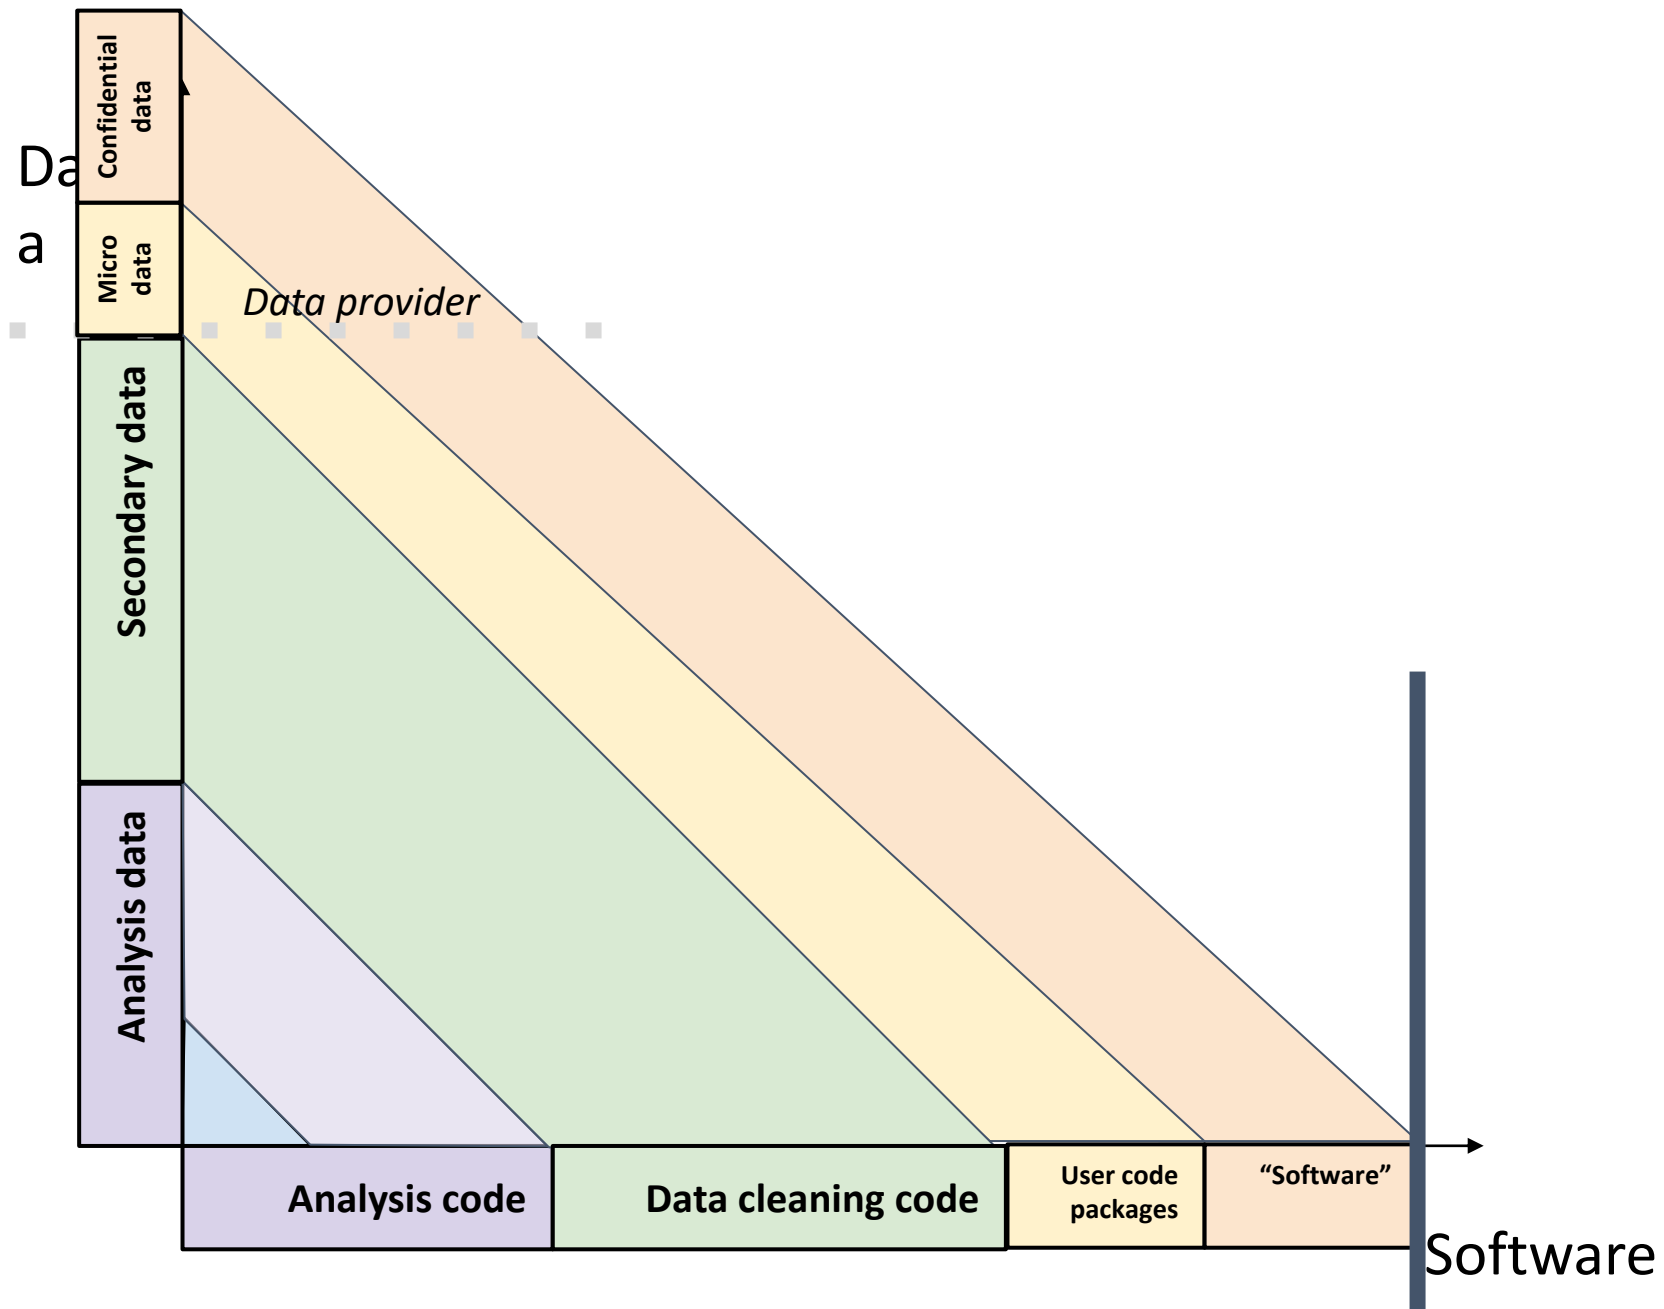 Confidential
data
Da
a
Micro
data
Data provider
Secondary data
Analysis data
Analysis code
Data cleaning code
User code
packages
“Software”
Software